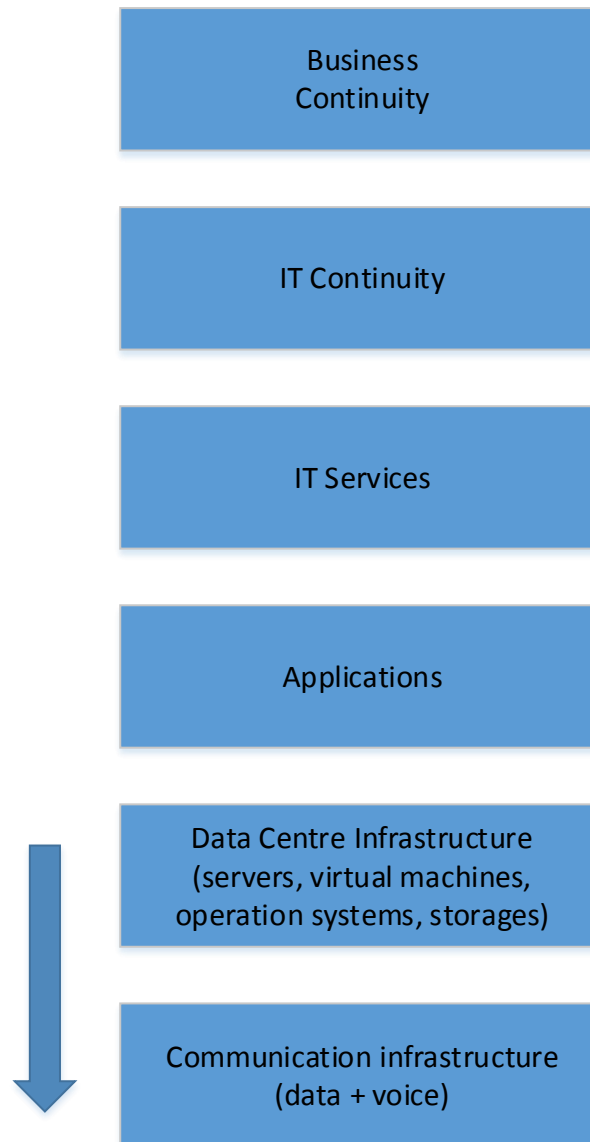 Business
Continuity
IT Continuity
IT Services
Applications
Data Centre Infrastructure
(servers, virtual machines,
operation systems, storages)
Communication infrastructure
(data + voice)